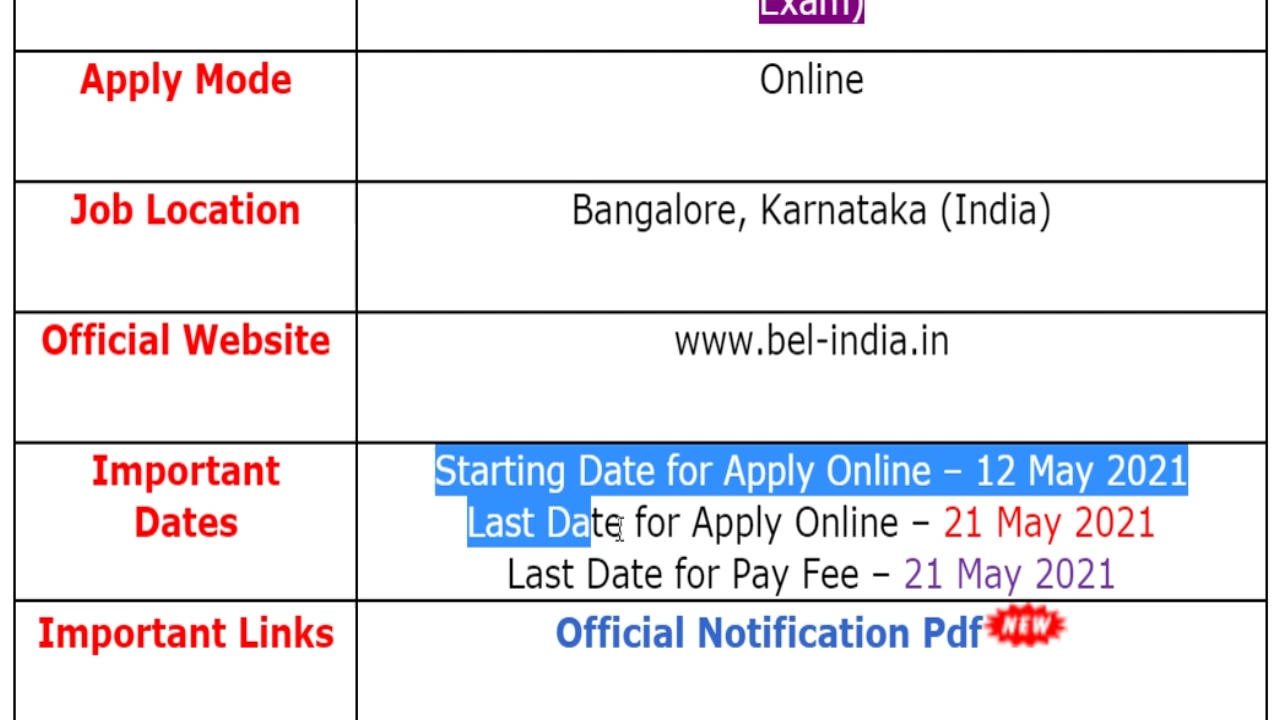 Exam)
Apply Mode
Online
Job Location
Bangalore, Karnataka (India)
Official Website
www.bel-india.in
Important
Dates
Starting Date for Apply Online – 12 May 2021
Last Date for Apply Online – 21 May 2021
Last Date for Pay Fee – 21 May 2021
Important Links
Official Notification Pdf NEW